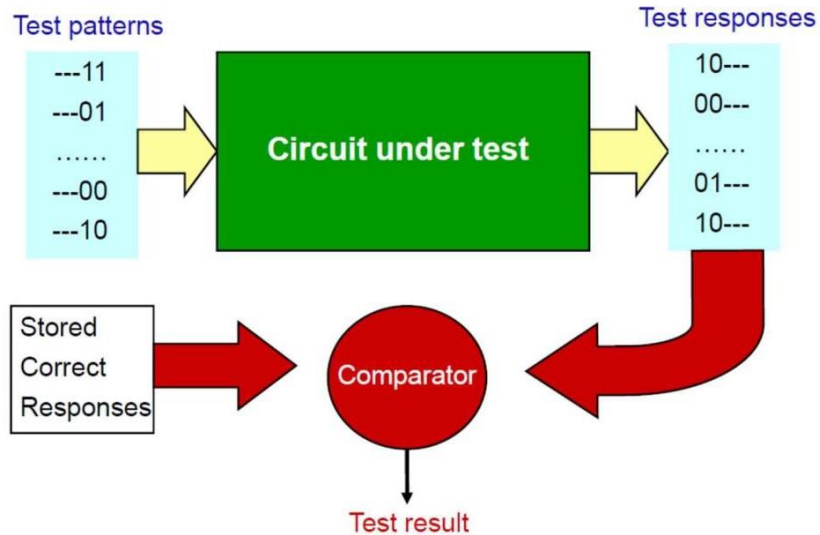 Test patterns
---11
---01
......
---00
---10
Circuit under test
Test responses
10---
00---
......
01---
10---
Stored
Correct
Responses
Comparator
Test result